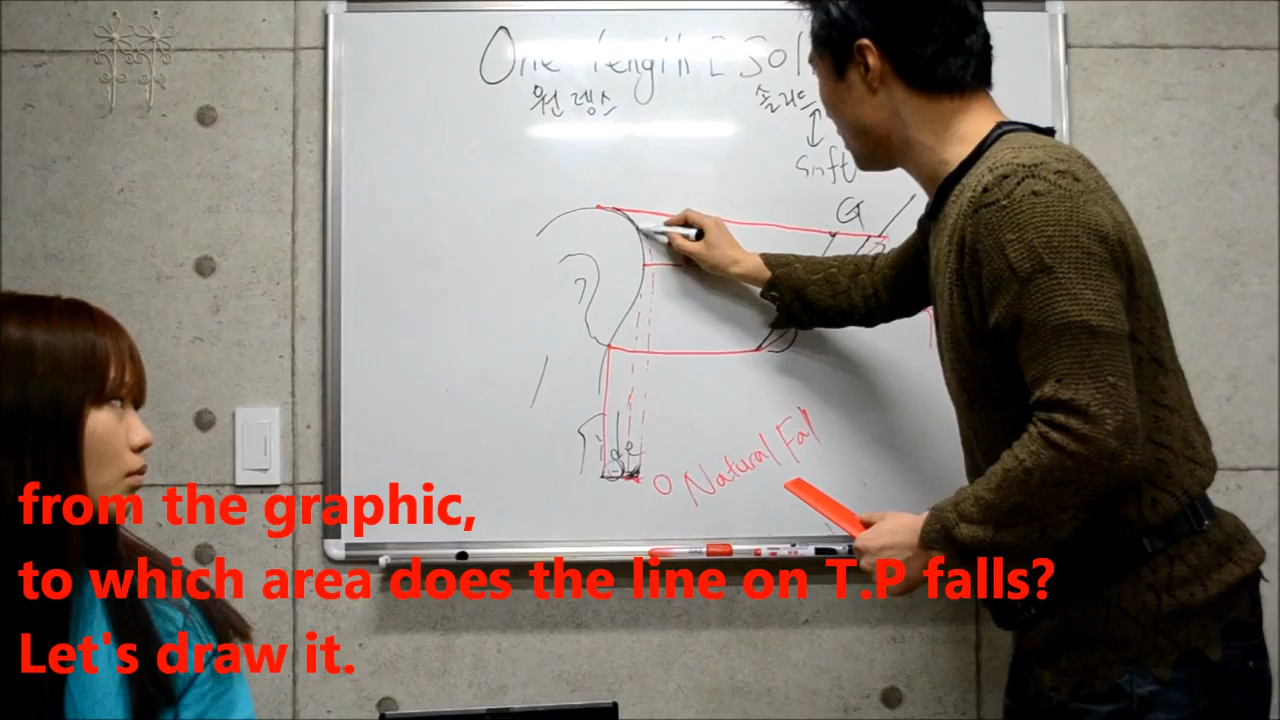 One length
원 렝스
솔리드
Soft
G
0 Natural Fal
from the graphic,
to which area does the line on T.P falls?
Let's draw it.